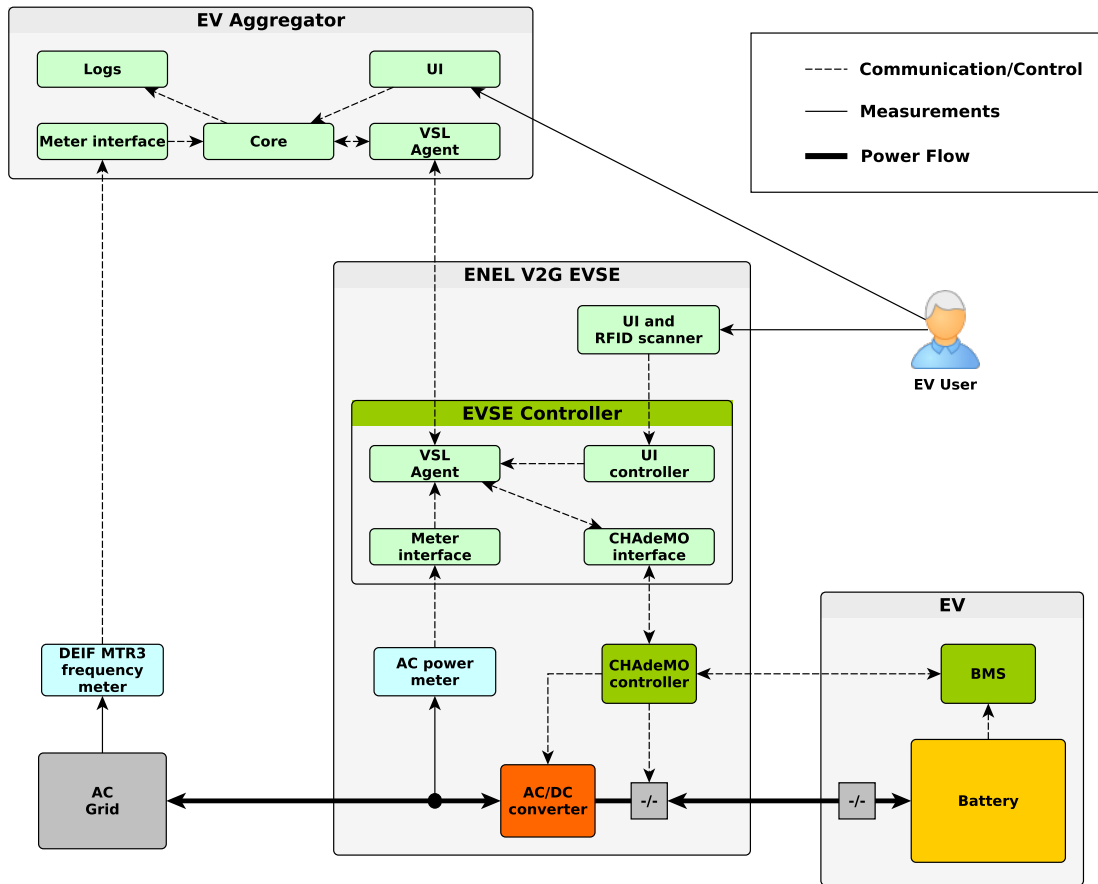 EV Aggregator
Logs
UI
Meter interface
Core
VSL
Agent
Communication/Control
Measurements
Power Flow
ENEL V2G EVSE
UI and
RFID scanner
EV User
EVSE Controller
VSL
Agent
UI
controller
Meter
interface
CHAdeMO
interface
EV
DEIF MTR3
frequency
meter
AC power
meter
CHAdeMO
controller
BMS
AC
Grid
AC/DC
converter
-/-
-/-
Battery